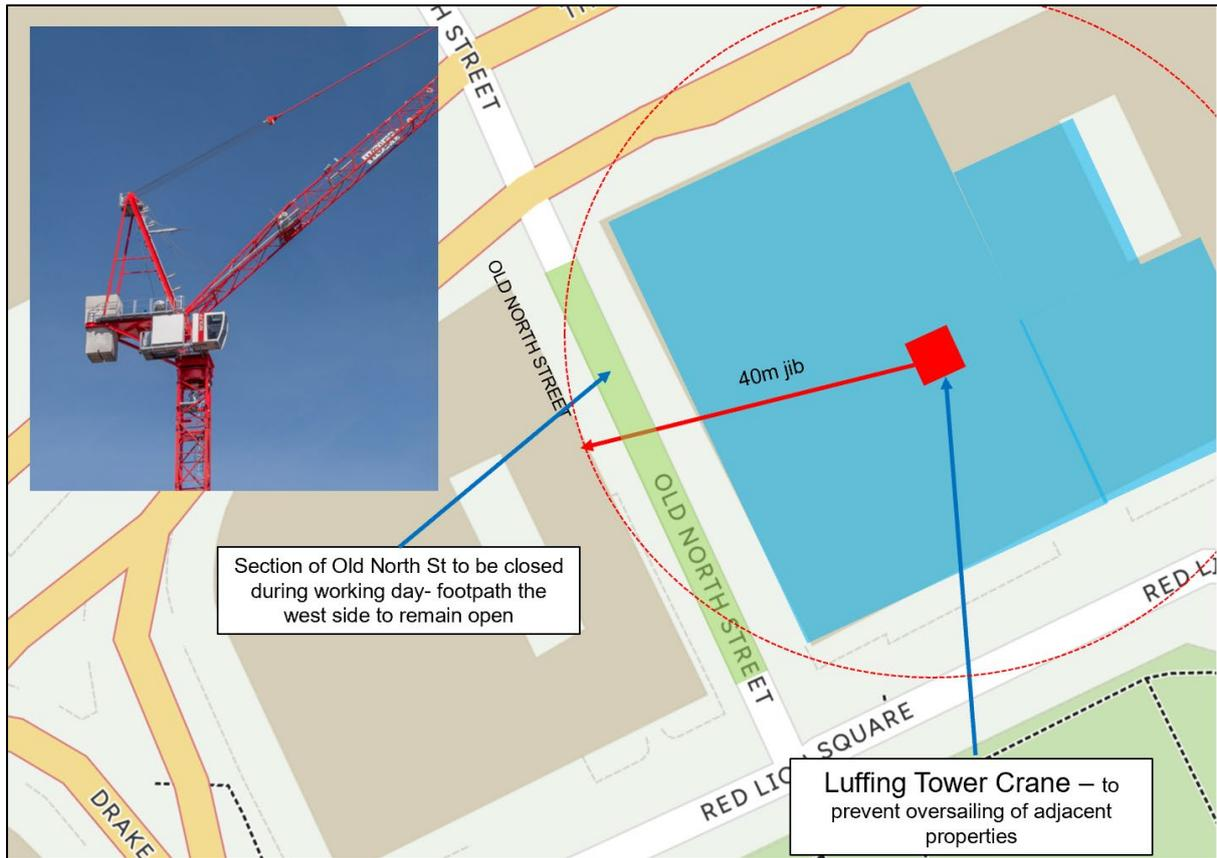 H STREET
TH
OLD NORTH STREET
40m jib
OLD NORTH STREET
Section of Old North St to be closed
during working day- footpath the
west side to remain open
RED LI
RED LION SQUARE
DRAKE
Luffing Tower Crane – to
prevent oversailing of adjacent
properties